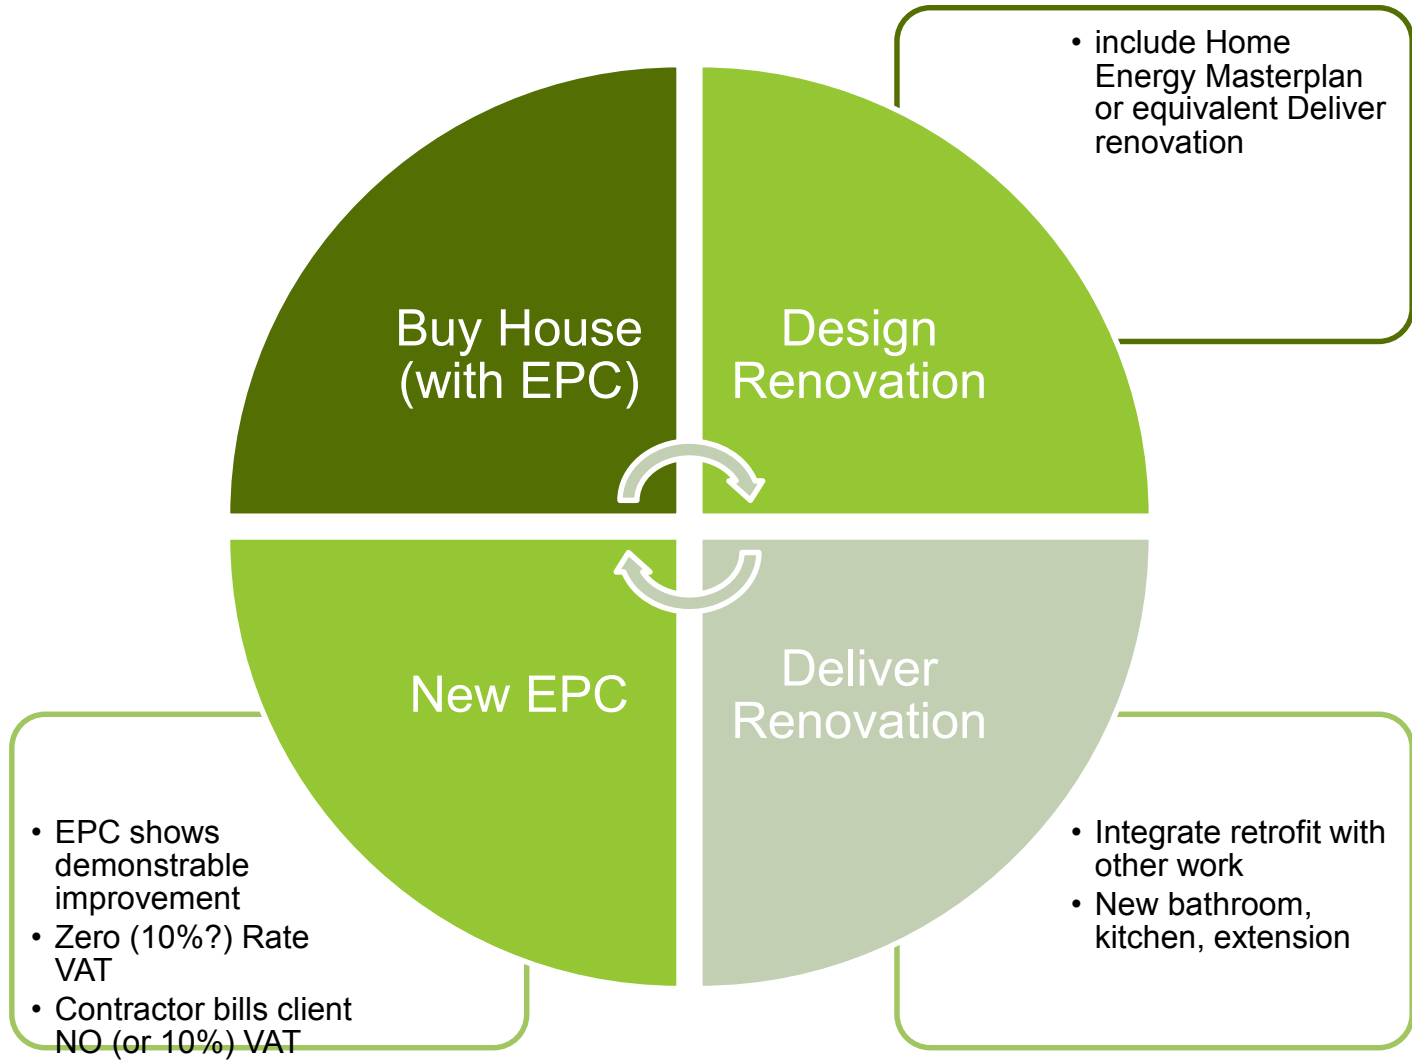 • include Home
Energy Masterplan
or equivalent Deliver
renovation
Buy House
(with EPC)
Design
Renovation
New EPC
Deliver
Renovation
• EPC shows
demonstrable
improvement
• Zero (10%?) Rate
VAT
• Contractor bills client
NO (or 10%) VAT
• Integrate retrofit with
other work
• New bathroom,
kitchen, extension